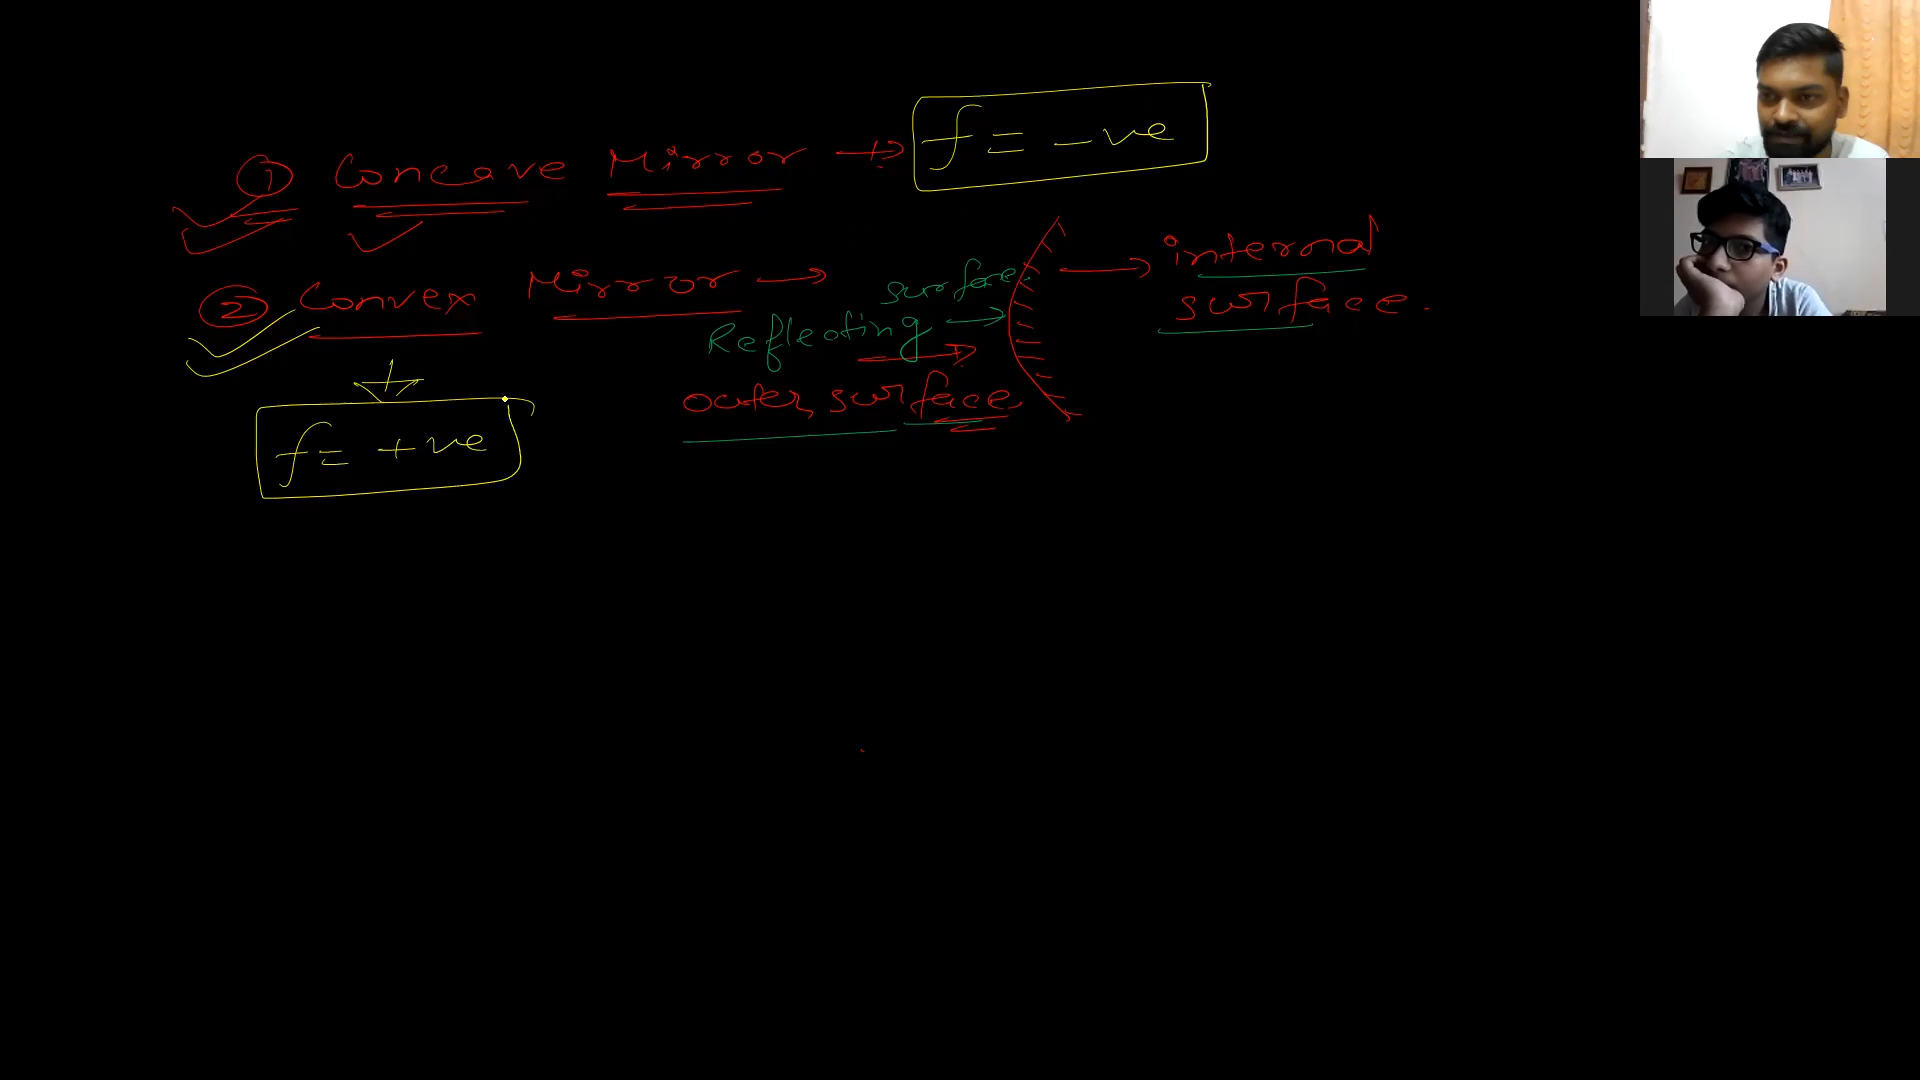 ① Concave Mirror → f = -ve
② Convex Mirror →
surface
Reflecting →
outer surface
→ internal
surface.
f = +ve